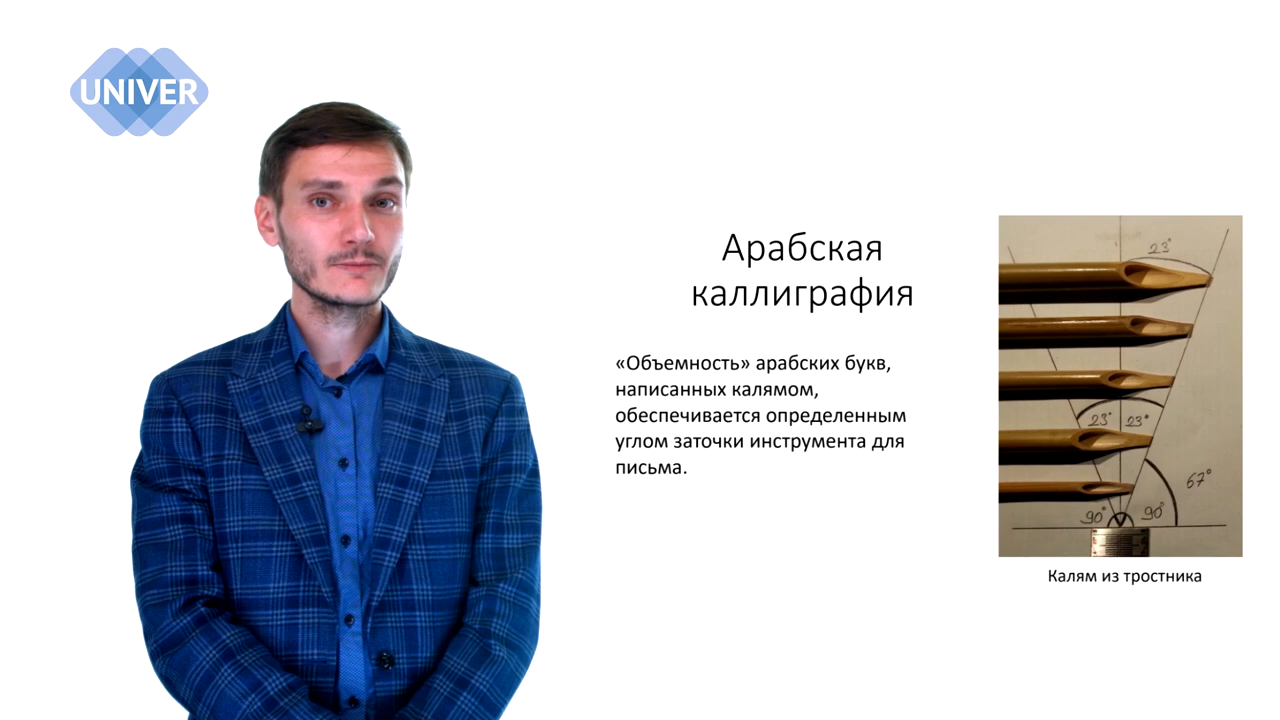 UNIVER
Арабская
каллиграфия
«Объемность» арабских букв,
написанных калямом,
обеспечивается определенным
углом заточки инструмента для
письма.
23°
23° 23°
67°
90° 90°
Калям из тростника